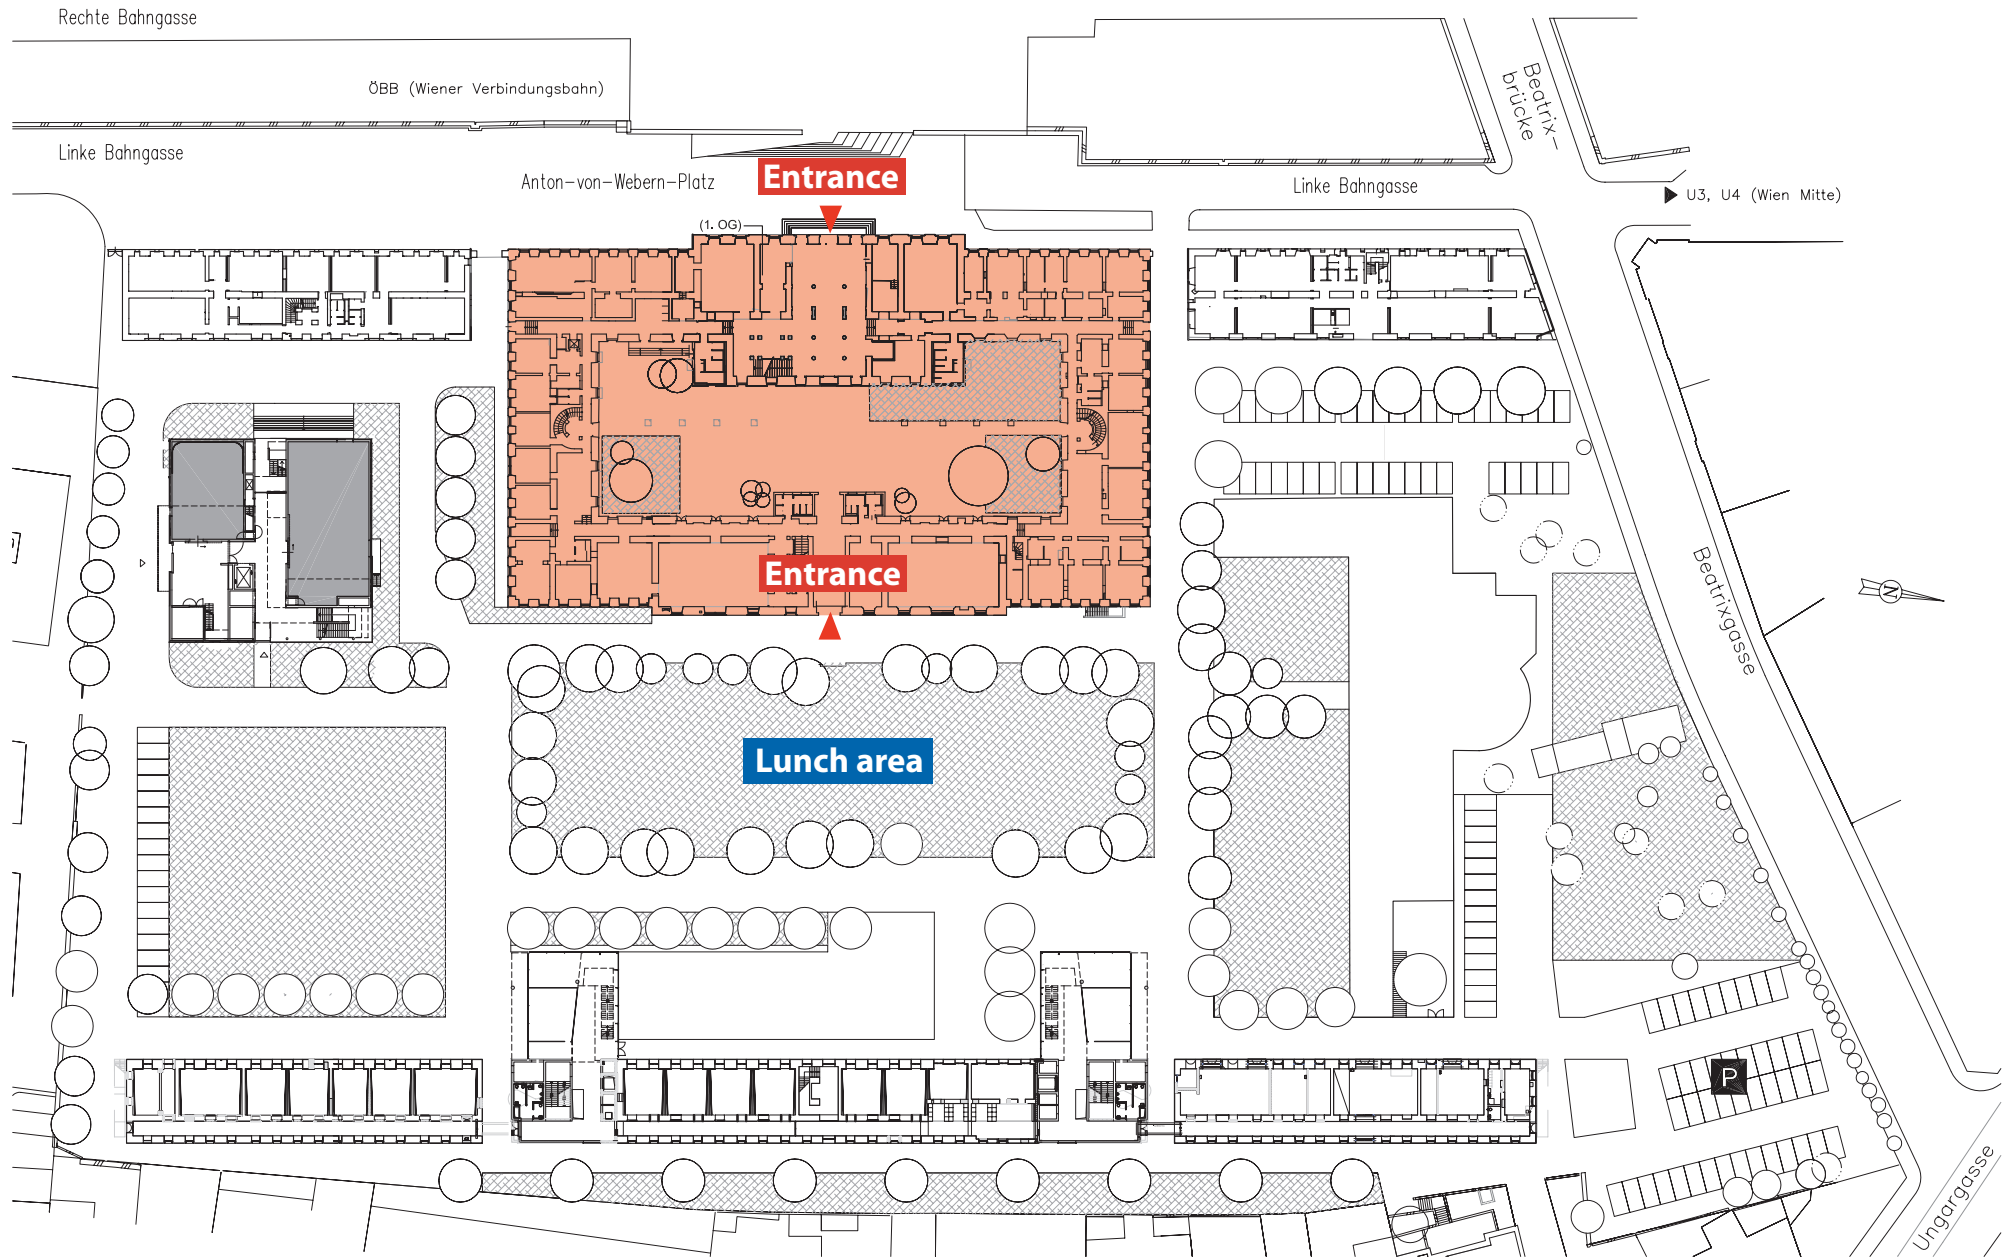 Rechte Bahngasse
ÖBB (Wiener Verbindungsbahn)
Beatrix-
brücke
Linke Bahngasse
Anton-von-Webern-Platz
Entrance
Linke Bahngasse
U3, U4 (Wien Mitte)
(1. OG)
Entrance
N
Beatrixgasse
Lunch area
P
Ungargasse